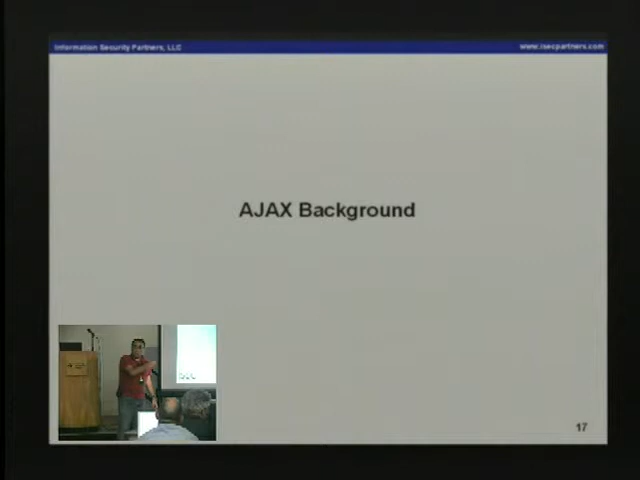 Information Security Partners, LLC
www.isecpartners.com
AJAX Background
17